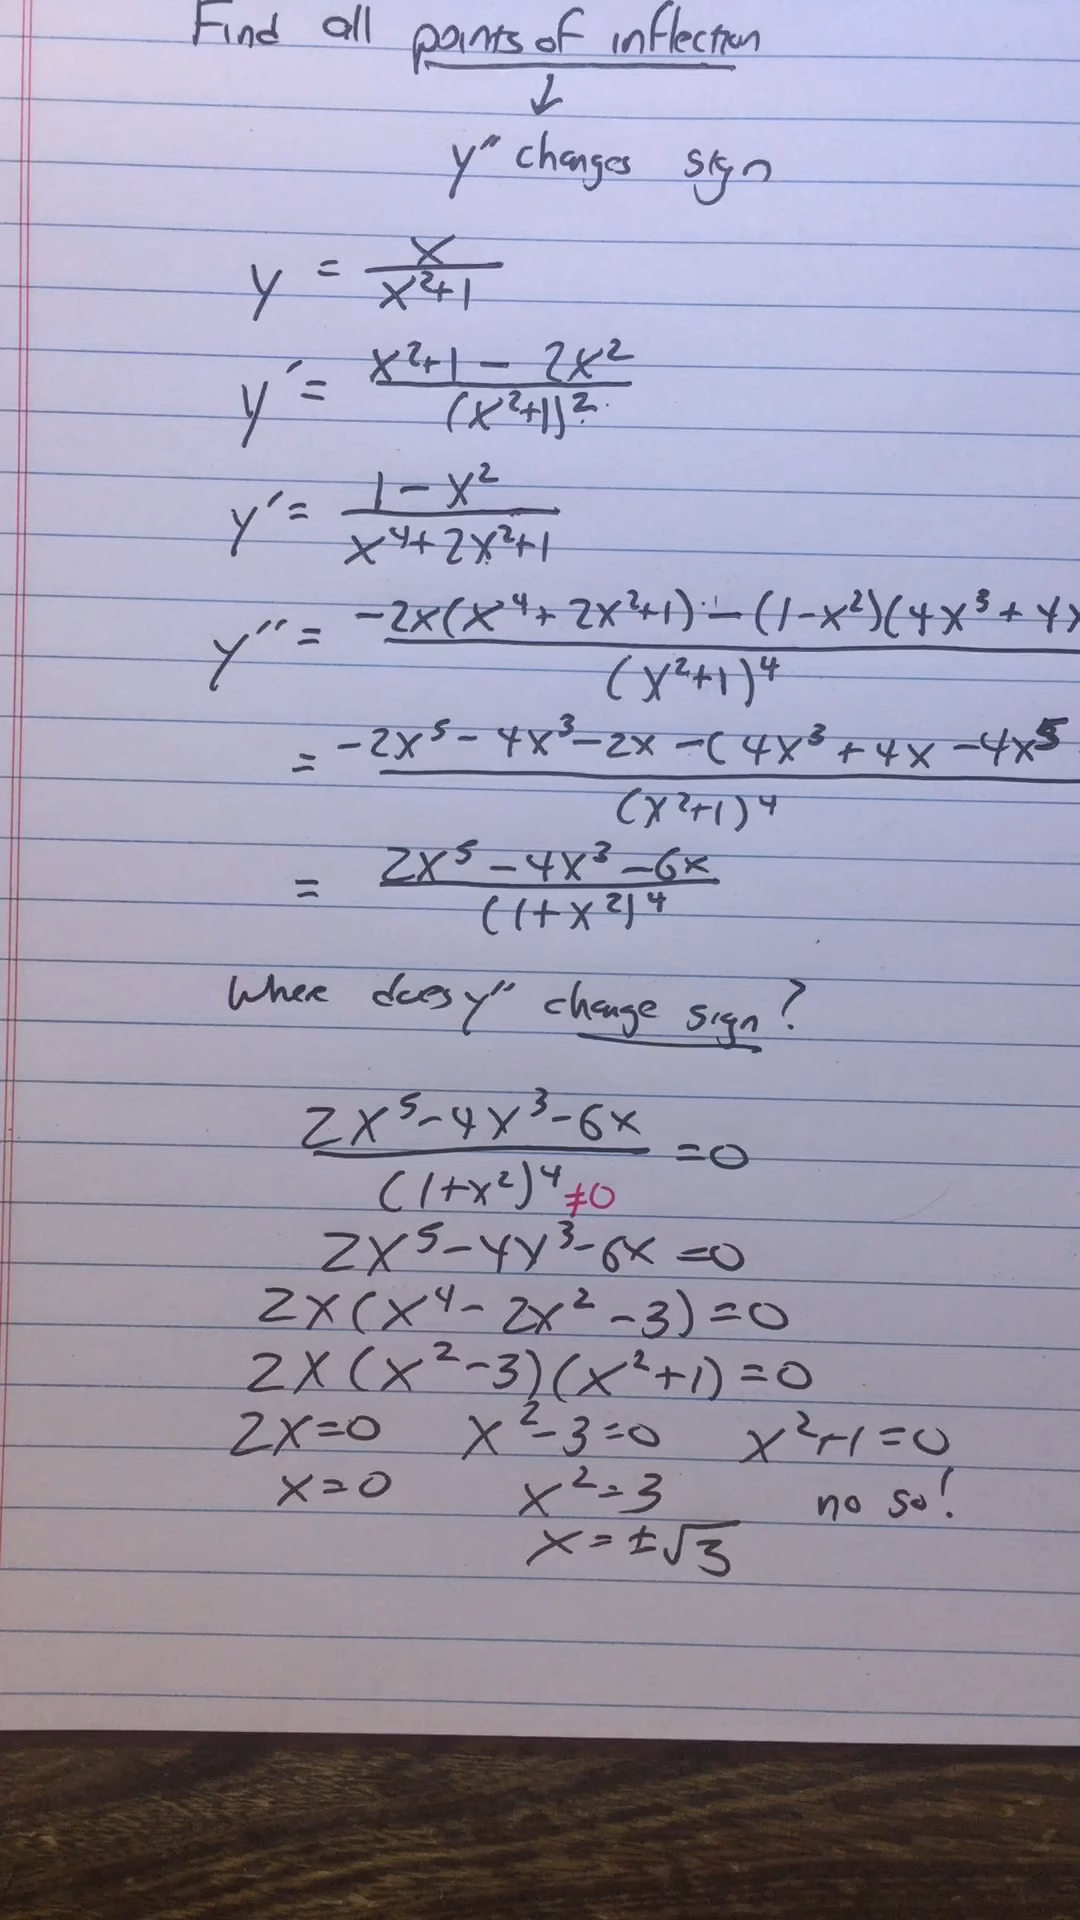 Find all points of inflection
↓
y" changes sign
y = x/(x²+1)
y' = (x²+1 - 2x²)/(x²+1)²
y' = (1-x²)/(x⁴+2x²+1)
y'' = (-2x(x⁴+2x²+1) - (1-x²)(4x³+4x)/(x²+1)⁴
= (-2x⁵-4x³-2x-(4x³+4x-4x⁵)/(x²+1)⁴
= (2x⁵-4x³-6x)/(1+x²)⁴
Where does y" change sign?
(2x⁵-4x³-6x)/(1+x²)⁴ = 0
≠0
2x⁵-4x³-6x=0
2x(x⁴-2x²-3)=0
2x(x²-3)(x²+1)=0
2x=0 x²-3=0 x²+1=0
x=0 x²=3 no so!
x=±√3